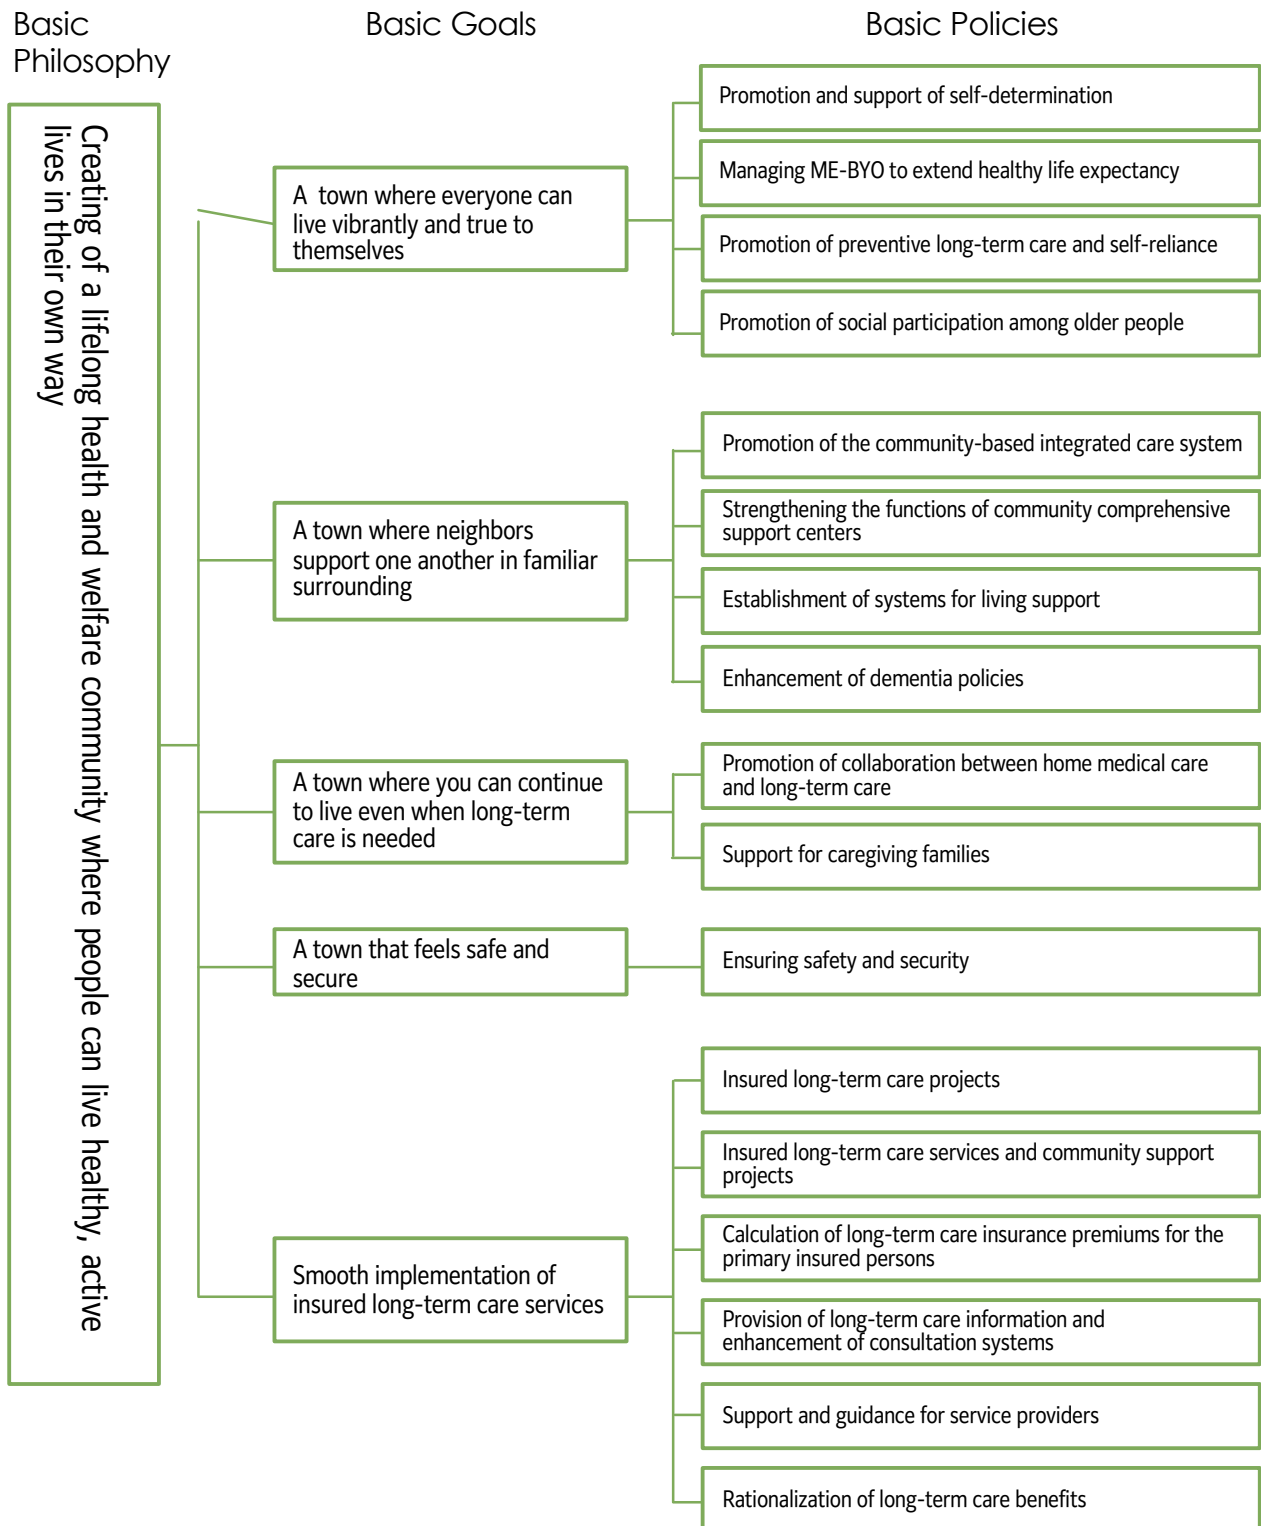 Basic
Philosophy
Basic Goals
Basic Policies
Creating of a lifelong health and welfare community where people can live healthy, active
lives in their own way
A town where everyone can
live vibrantly and true to
themselves
Promotion and support of self-determination
Managing ME-BYO to extend healthy life expectancy
Promotion of preventive long-term care and self-reliance
Promotion of social participation among older people
A town where neighbors
support one another in familiar
surrounding
Promotion of the community-based integrated care system
Strengthening the functions of community comprehensive
support centers
Establishment of systems for living support
Enhancement of dementia policies
A town where you can continue
to live even when long-term
care is needed
Promotion of collaboration between home medical care
and long-term care
Support for caregiving families
A town that feels safe and
secure
Ensuring safety and security
Smooth implementation of
insured long-term care services
Insured long-term care projects
Insured long-term care services and community support
projects
Calculation of long-term care insurance premiums for the
primary insured persons
Provision of long-term care information and
enhancement of consultation systems
Support and guidance for service providers
Rationalization of long-term care benefits